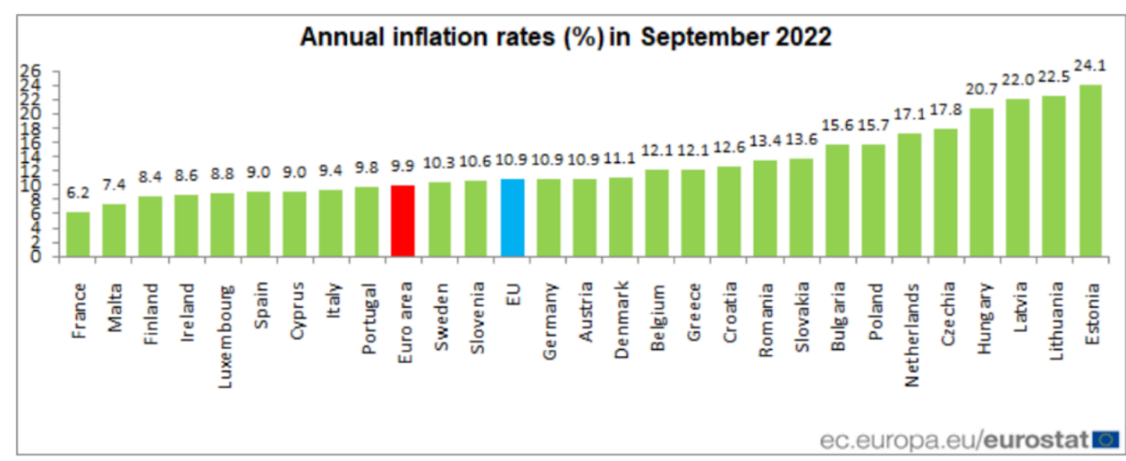 Annual inflation rates (%) in September 2022
26
24
22
20
18
16
14
12
10
8
6
4
2
0
6.2 7.4 8.4 8.6 8.8 9.0 9.0 9.4 9.8 9.9 10.3 10.6 10.9 10.9 10.9 11.1 12.1 12.1 12.6 13.4 13.6 15.6 15.7 17.1 17.8 20.7 22.0 22.5 24.1
France
Malta
Finland
Ireland
Luxembourg
Spain
Cyprus
Italy
Portugal
Euro area
Sweden
Slovenia
EU
Germany
Austria
Denmark
Belgium
Greece
Croatia
Romania
Slovakia
Bulgaria
Poland
Netherlands
Czechia
Hungary
Latvia
Lithuania
Estonia
ec.europa.eu/eurostat